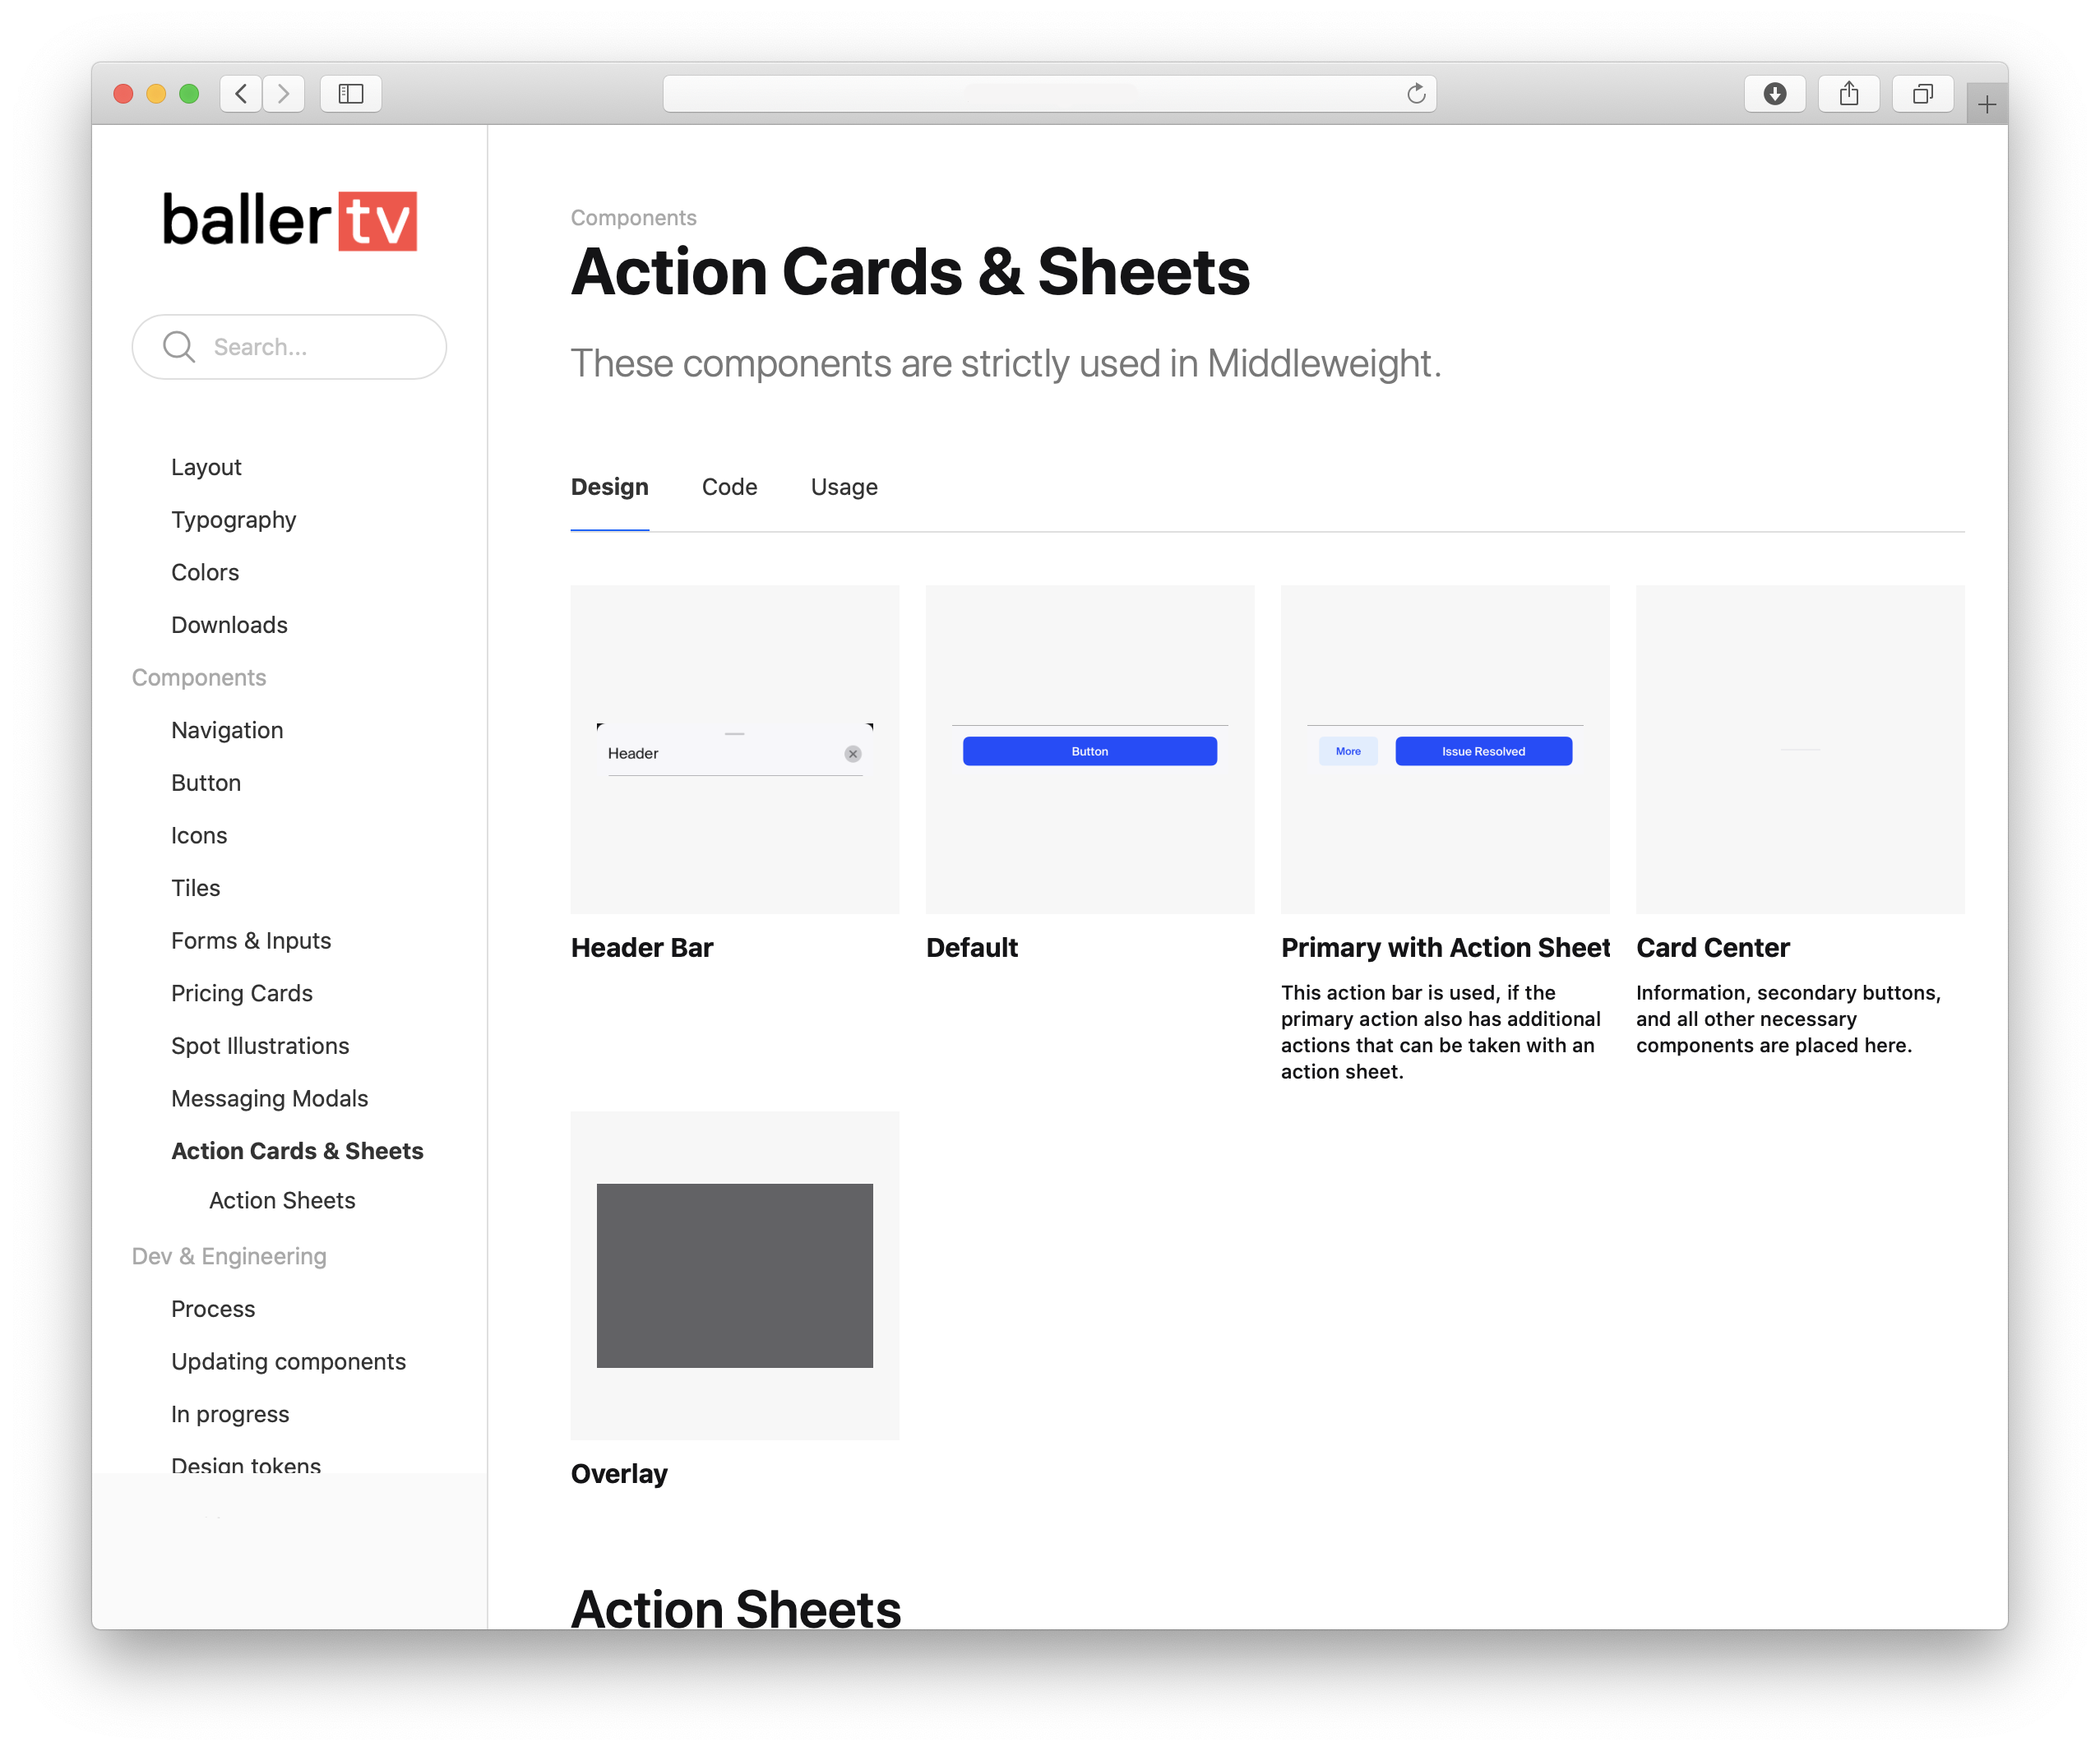 ballertv
Search...
Layout
Typography
Colors
Downloads
Components
Navigation
Button
Icons
Tiles
Forms & Inputs
Pricing Cards
Spot Illustrations
Messaging Modals
Action Cards & Sheets
Action Sheets
Dev & Engineering
Process
Updating components
In progress
Design tokens
Components
Action Cards & Sheets
These components are strictly used in Middleweight.
Design Code Usage
Header
Header Bar
Button
Default
More Issue Resolved
Primary with Action Sheet
This action bar is used, if the
primary action also has additional
actions that can be taken with an
action sheet.
Card Center
Information, secondary buttons,
and all other necessary
components are placed here.
Overlay
Action Sheets